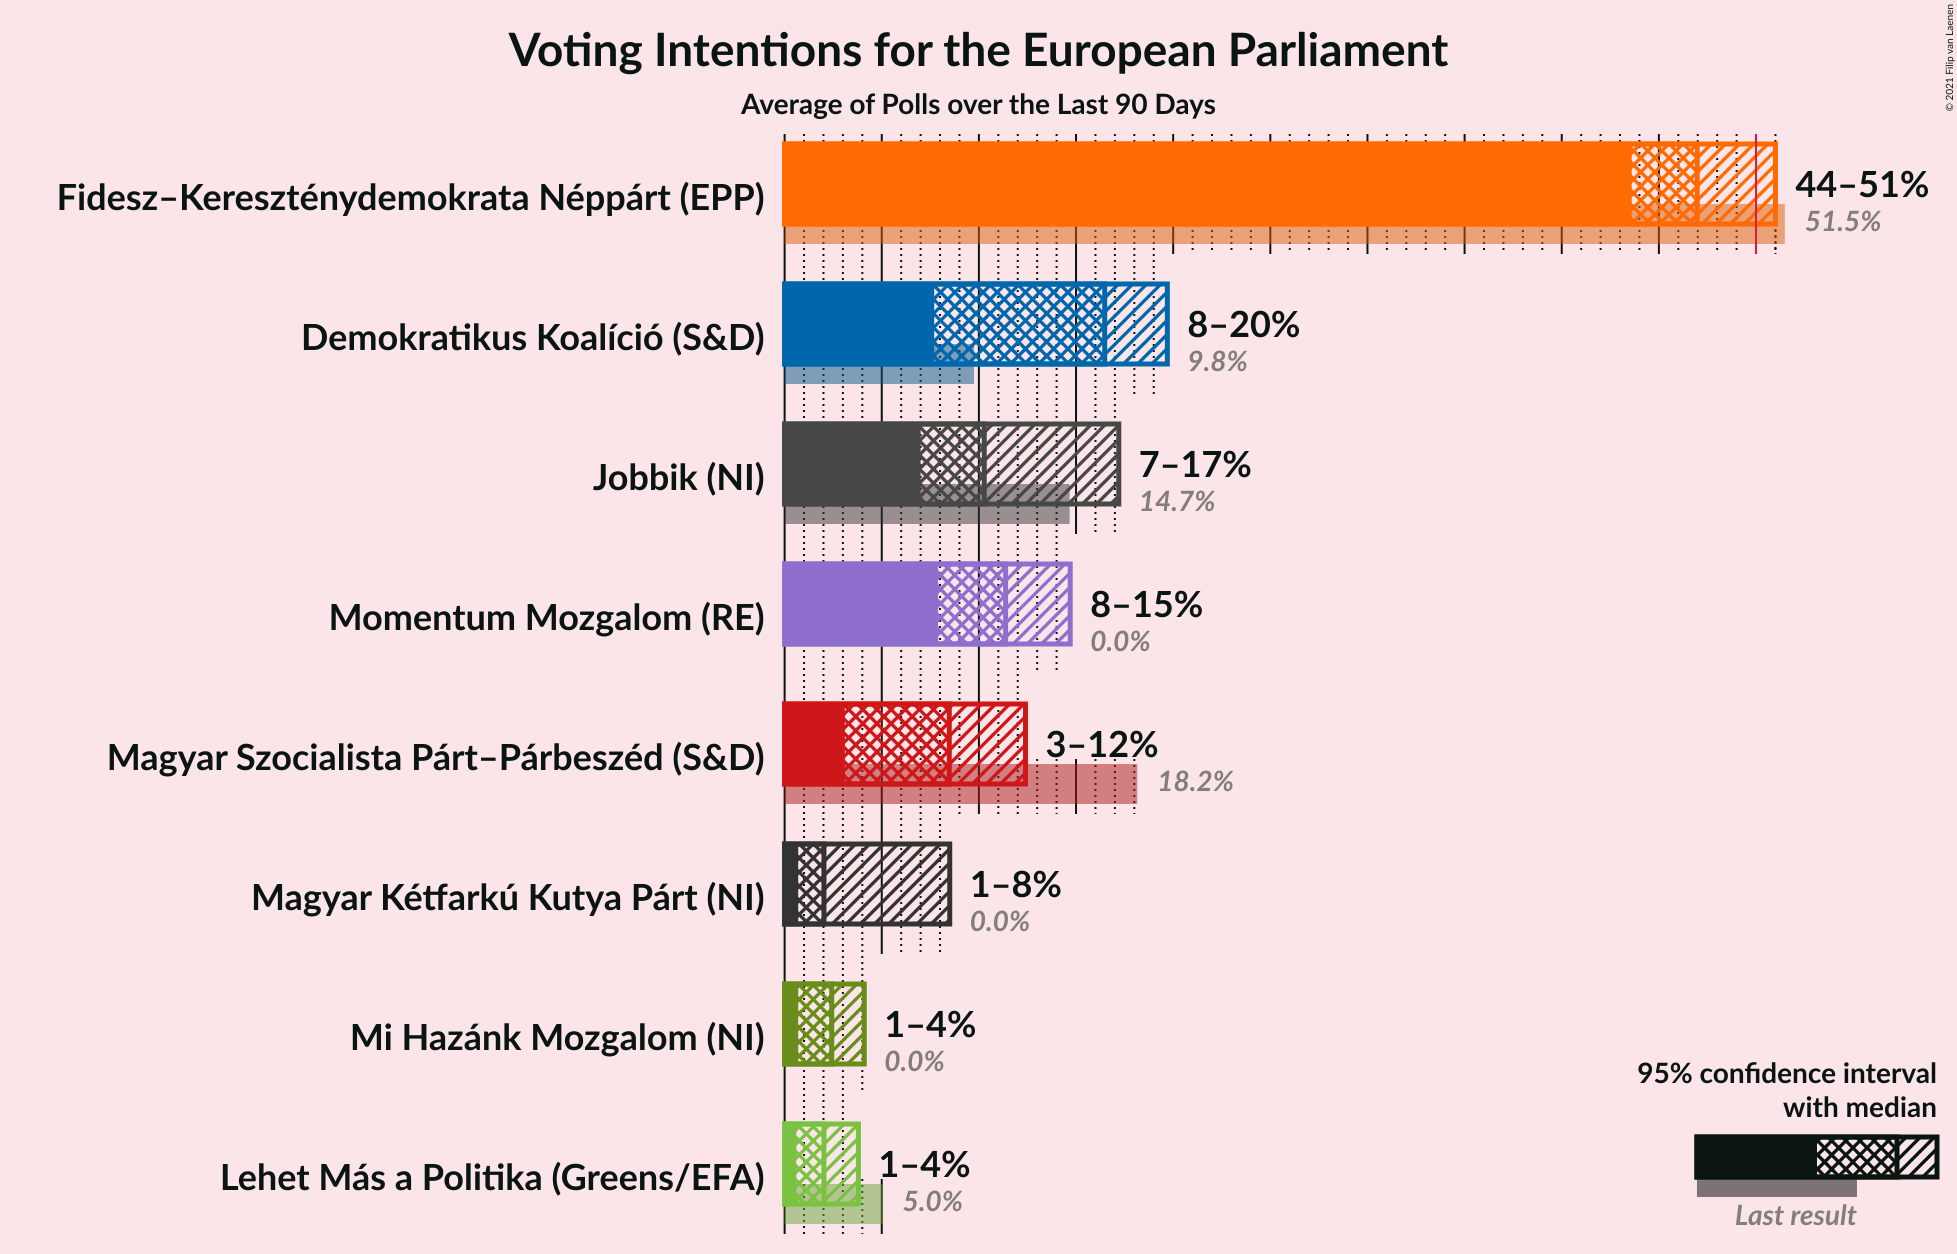 © 2021 Filip van Laenen
Voting Intentions for the European Parliament
Average of Polls over the Last 90 Days
Fidesz–Kereszténydemokrata Néppárt (EPP)
44–51%
51.5%
Demokratikus Koalíció (S&D)
8–20%
9.8%
Jobbik (NI)
7–17%
14.7%
Momentum Mozgalom (RE)
8–15%
0.0%
Magyar Szocialista Párt–Párbeszéd (S&D)
3–12%
18.2%
Magyar Kétfarkú Kutya Párt (NI)
1–8%
0.0%
Mi Hazánk Mozgalom (NI)
1–4%
0.0%
Lehet Más a Politika (Greens/EFA)
1–4%
5.0%
95% confidence interval
with median
Last result